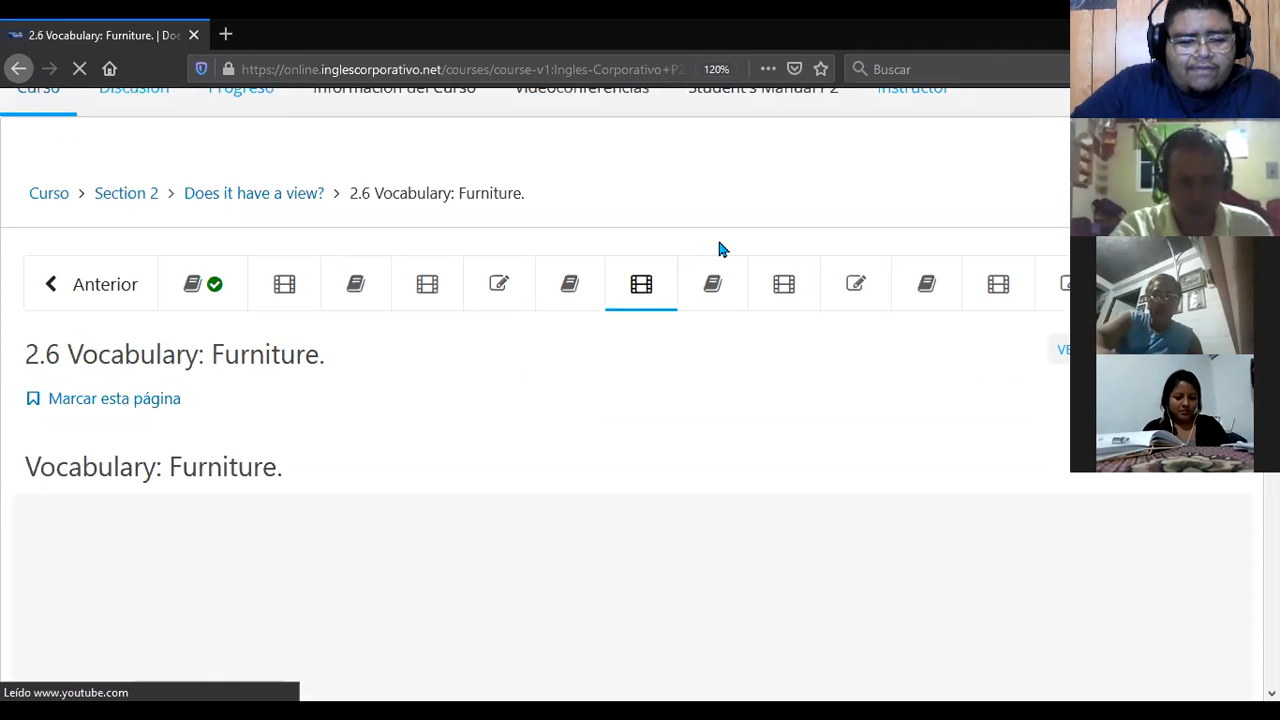 2.6 Vocabulary: Furniture. | Doe
https://online.inglescorporativo.net/courses/course-v1:Ingles-Corporativo+P2
120%
Buscar
Curso Discusión Progreso Información del Curso Videoconferencias Student's Manual P2 Instructor
Curso > Section 2 > Does it have a view? > 2.6 Vocabulary: Furniture.
Anterior
2.6 Vocabulary: Furniture.
VE
Marcar esta página
Vocabulary: Furniture.
Leído www.youtube.com